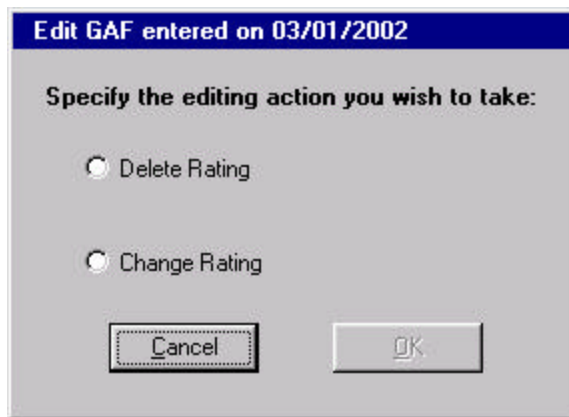 Edit GAF entered on 03/01/2002
Specify the editing action you wish to take:
Delete Rating
Change Rating
Cancel OK